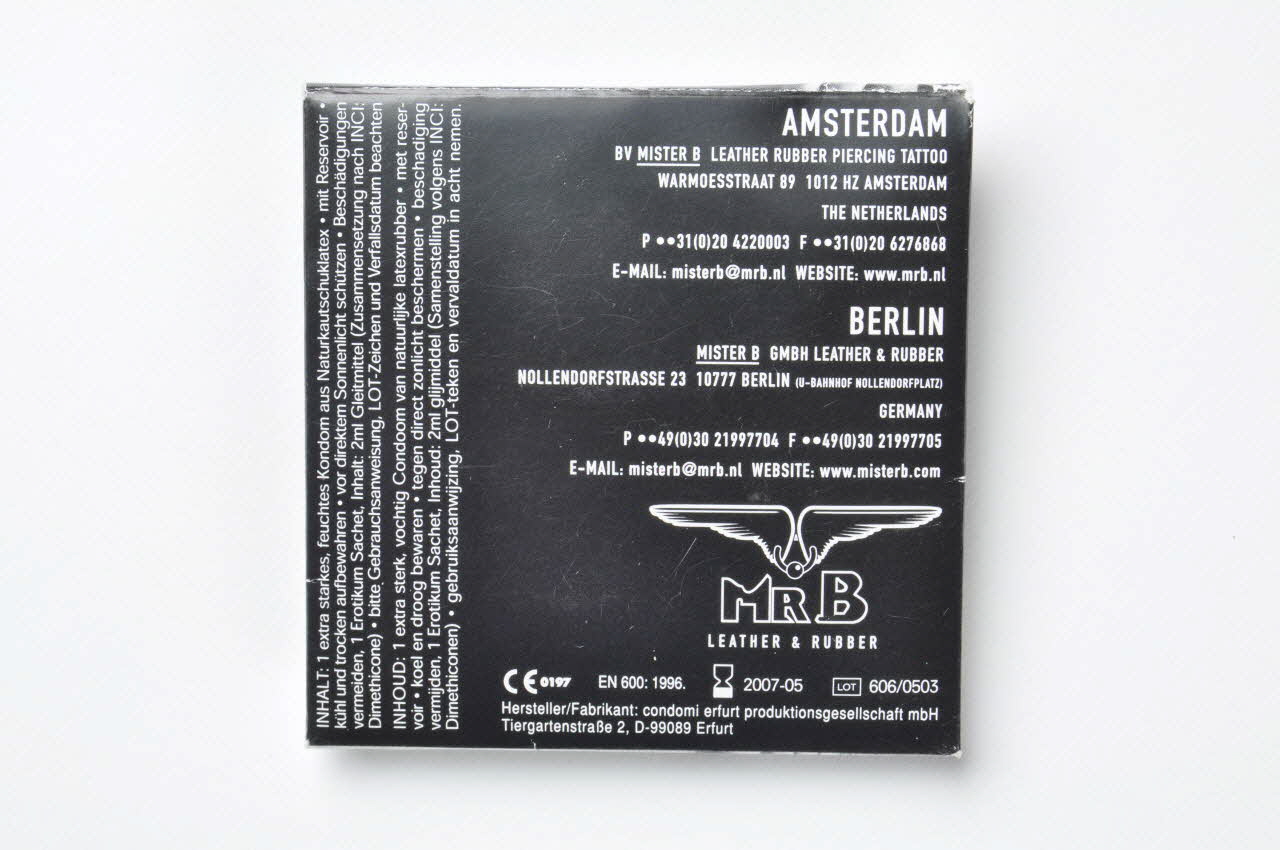 AMSTERDAM
BV MISTER B LEATHER RUBBER PIERCING TATTOO
WARMOESSTRAAT 89 1012 HZ AMSTERDAM
THE NETHERLANDS
P ••31(0)20 4220003 F ••31(0)20 6276868
E-MAIL: misterb@mrb.nl WEBSITE: www.mrb.nl
BERLIN
MISTER B GMBH LEATHER & RUBBER
NOLLENDORFSTRASSE 23 10777 BERLIN (U-BAHNHOF NOLLENDORFPLATZ)
GERMANY
P ••49(0)30 21997704 F ••49(0)30 21997705
E-MAIL: misterb@mrb.nl WEBSITE: www.misterb.com
MR B
LEATHER & RUBBER
CE 0197 EN 600: 1996. 2007-05 LOT 606/0503
Hersteller/Fabrikant: condomi erfurt produktionsgesellschaft mbH
Tiergartenstraße 2, D-99089 Erfurt
INHALT: 1 extra starkes, feuchtes Kondom aus Naturkautschuklatex • mit Reservoir •
kühl und trocken aufbewahren • vor direktem Sonnenlicht schützen • Beschädigungen
vermeiden, 1 Erotikum Sachet, Inhalt: 2ml Gleitmittel (Zusammensetzung nach INCI:
Dimethicone) • bitte Gebrauchsanweisung, LOT-Zeichen und Verfallsdatum beachten
INHOUD: 1 extra sterk, vochtig Condoom van natuurlijke latexrubber • met reser-
voir • koel en droog bewaren • tegen direct zonlicht beschermen • beschadiging
vermijden, 1 Erotikum Sachet, Inhoud: 2ml glijmiddel (Samenstelling volgens INCI:
Dimethiconen) • gebruiksaanwijzing, LOT-teken en vervaldatum in acht nemen.